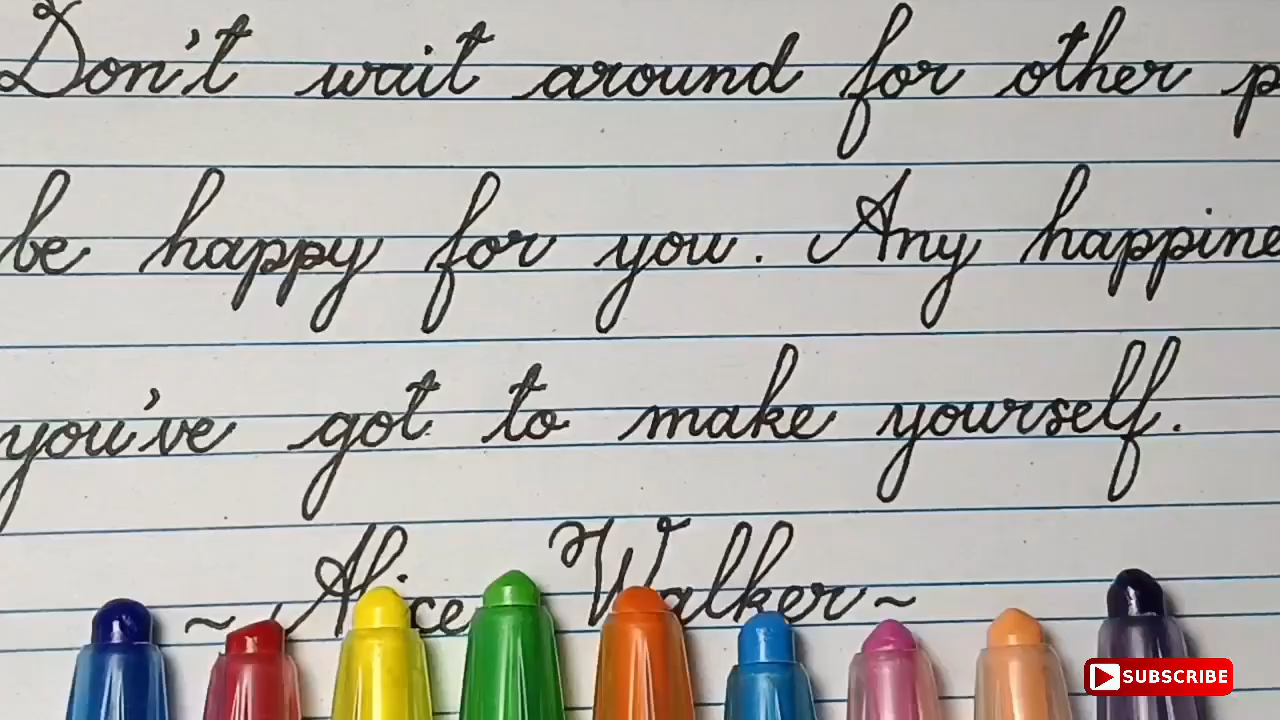 Don't wait around for other p
be happy for you. Any happine
you've got to make yourself.
~ Alice Walker ~
SUBSCRIBE